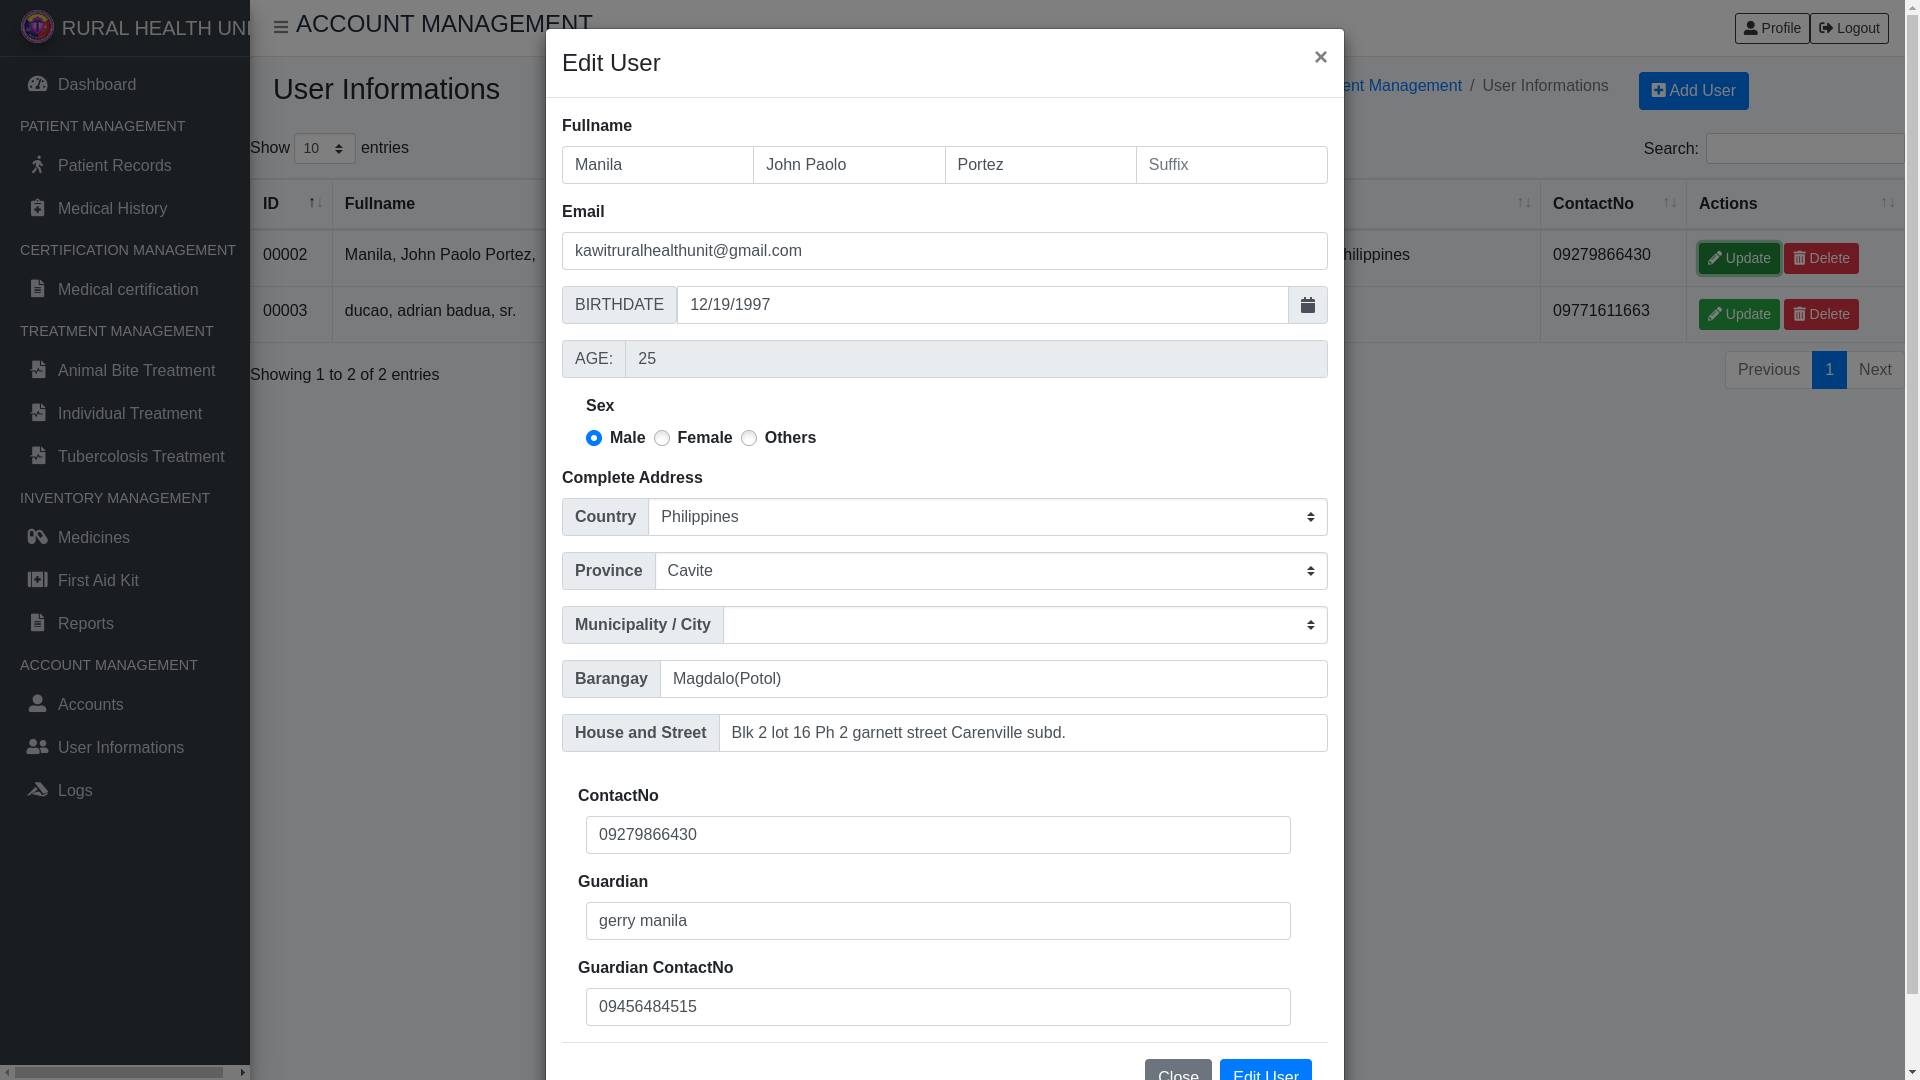 RURAL HEALTH UNI
ACCOUNT MANAGEMENT
Profile
Logout
Dashboard
PATIENT MANAGEMENT
Patient Records
Medical History
CERTIFICATION MANAGEMENT
Medical certification
TREATMENT MANAGEMENT
Animal Bite Treatment
Individual Treatment
Tubercolosis Treatment
INVENTORY MANAGEMENT
Medicines
First Aid Kit
Reports
ACCOUNT MANAGEMENT
Accounts
User Informations
Logs
User Informations
ent Management / User Informations
Add User
Show 10 entries
Search:
ID Fullname ContactNo Actions
00002 Manila, John Paolo Portez, hilippines 09279866430 Update Delete
00003 ducao, adrian badua, sr. 09771611663 Update Delete
Showing 1 to 2 of 2 entries
Previous 1 Next
Edit User
×
Fullname
Manila John Paolo Portez Suffix
Email
kawitruralhealthunit@gmail.com
BIRTHDATE 12/19/1997
AGE: 25
Sex
Male Female Others
Complete Address
Country Philippines
Province Cavite
Municipality / City
Barangay Magdalo(Potol)
House and Street Blk 2 lot 16 Ph 2 garnett street Carenville subd.
ContactNo
09279866430
Guardian
gerry manila
Guardian ContactNo
09456484515
Close Edit User